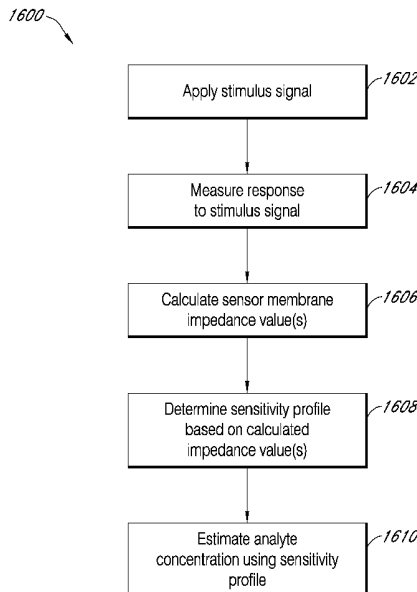 1600
Apply stimulus signal
1602
Measure response
to stimulus signal
1604
Calculate sensor membrane
impedance value(s)
1606
Determine sensitivity profile
based on calculated
impedance value(s)
1608
Estimate analyte
concentration using sensitivity
profile
1610